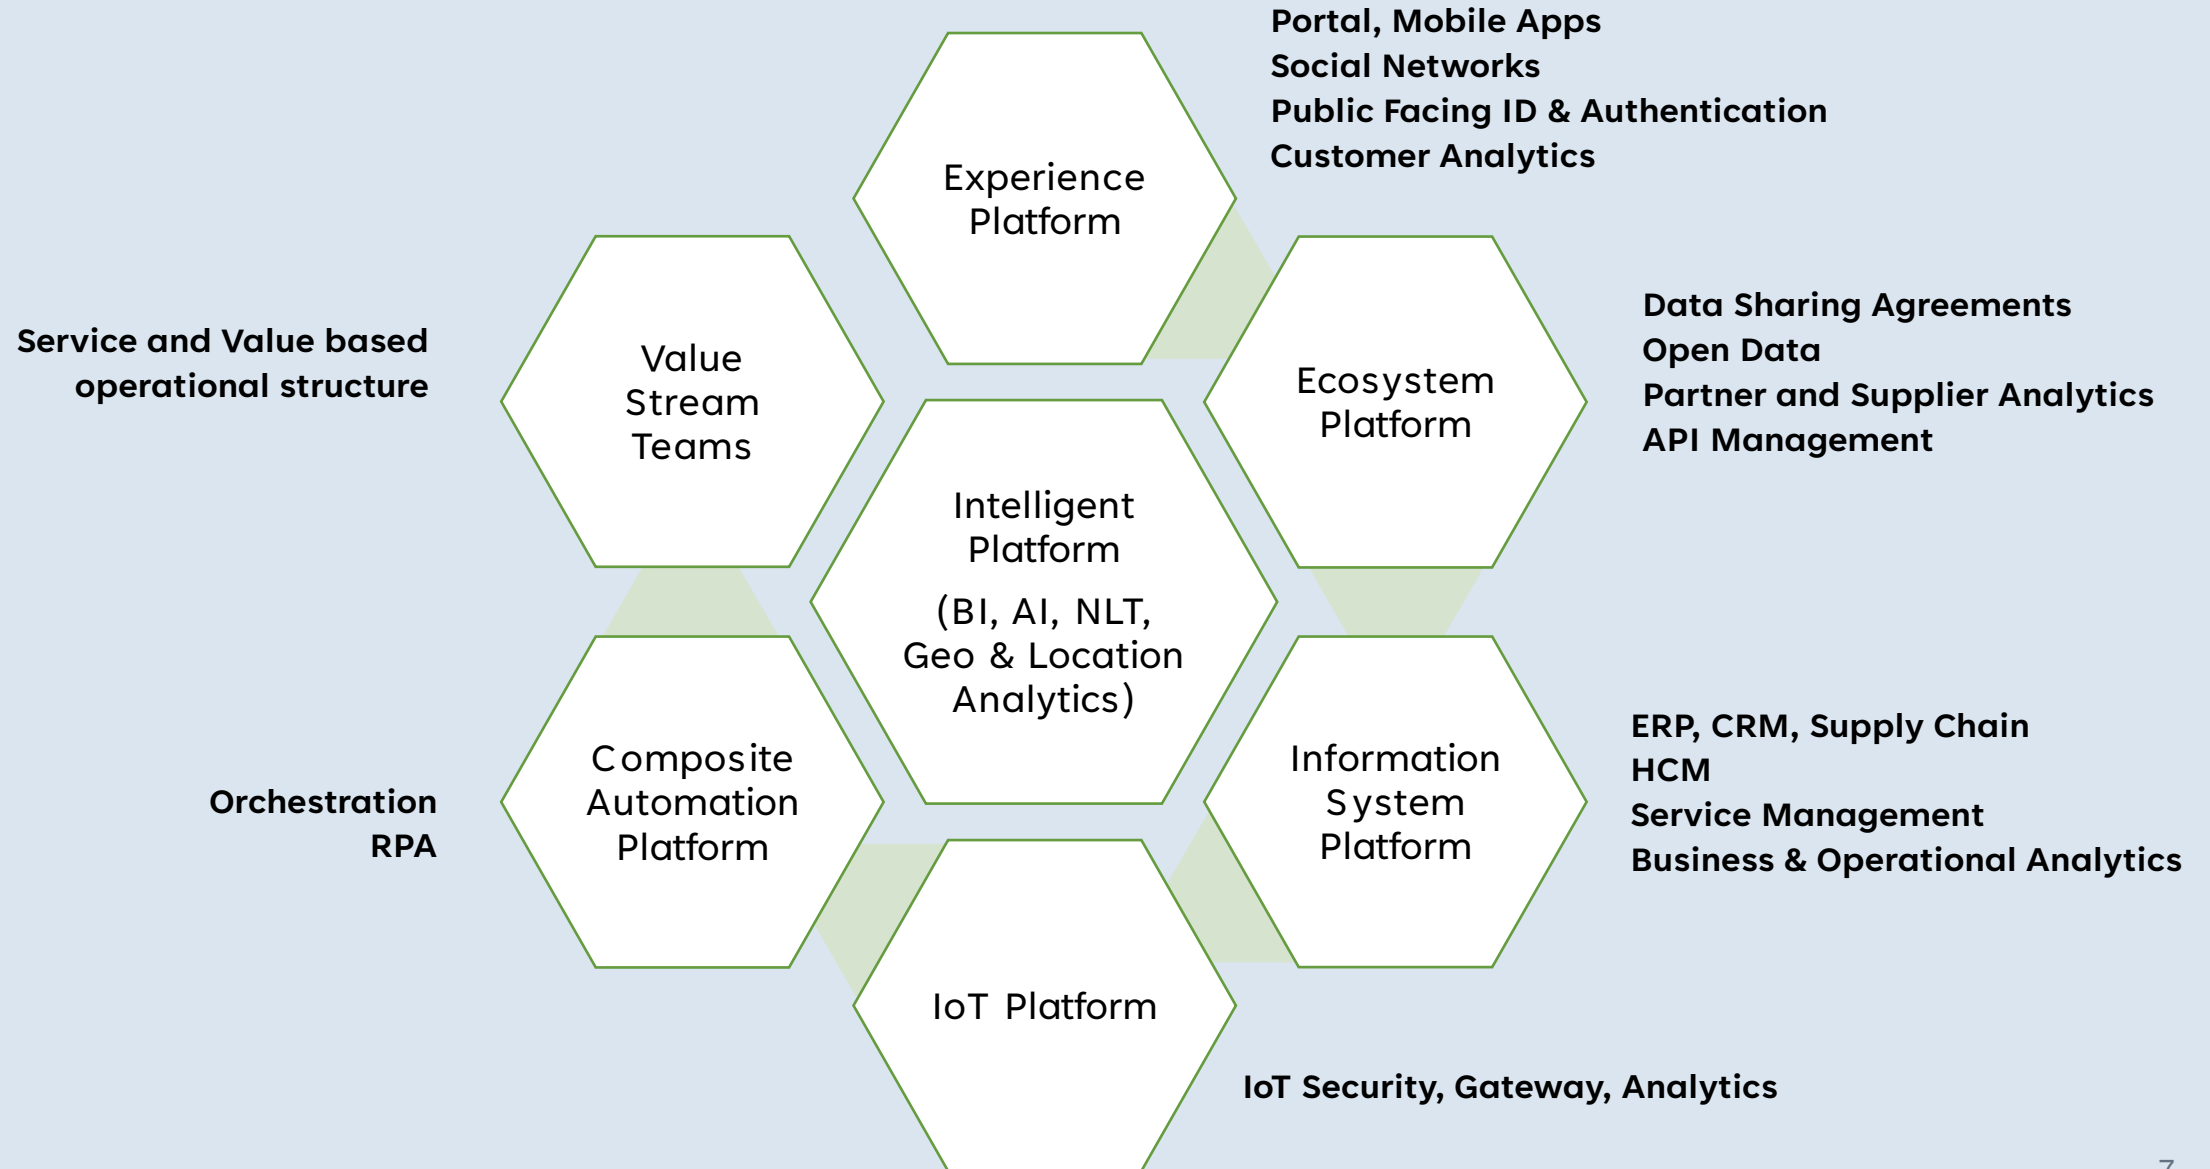 Portal, Mobile Apps
Social Networks
Public Facing ID & Authentication
Customer Analytics
Experience
Platform
Service and Value based
operational structure
Value
Stream
Teams
Ecosystem
Platform
Data Sharing Agreements
Open Data
Partner and Supplier Analytics
API Management
Intelligent
Platform
(BI, AI, NLT,
Geo & Location
Analytics)
Orchestration
RPA
Composite
Automation
Platform
Information
System
Platform
ERP, CRM, Supply Chain
HCM
Service Management
Business & Operational Analytics
IoT Platform
IoT Security, Gateway, Analytics
7